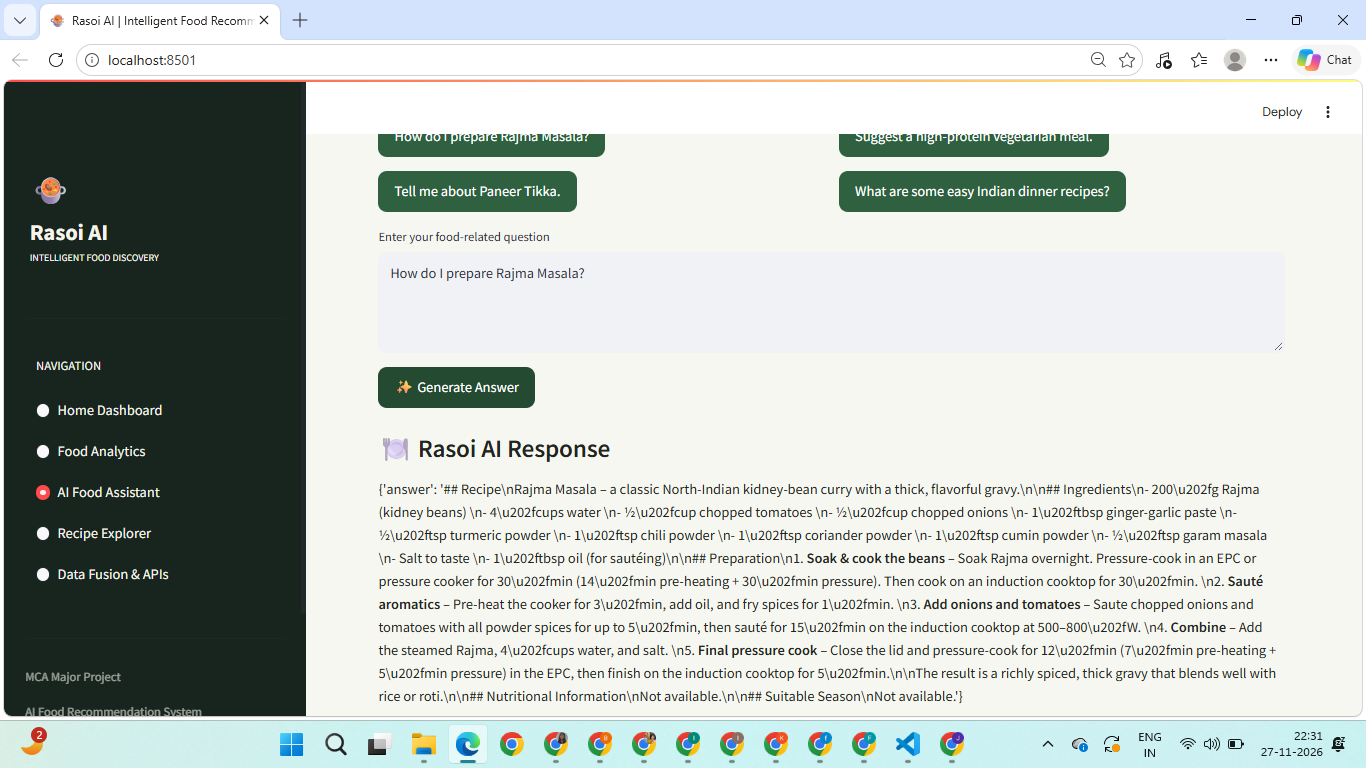 Rasoi AI | Intelligent Food Recomm
localhost:8501
Chat
Deploy
How do I prepare Rajma Masala?
Suggest a high-protein vegetarian meal.
Tell me about Paneer Tikka.
What are some easy Indian dinner recipes?
Enter your food-related question
How do I prepare Rajma Masala?
Generate Answer
Rasoi AI
INTELLIGENT FOOD DISCOVERY
NAVIGATION
Home Dashboard
Food Analytics
AI Food Assistant
Recipe Explorer
Data Fusion & APIs
MCA Major Project
AI Food Recommendation System
Rasoi AI Response
{'answer': '## Recipe\nRajma Masala – a classic North-Indian kidney-bean curry with a thick, flavorful gravy.\n\n## Ingredients\n- 200\u202fg Rajma
(kidney beans) \n- 4\u202fcups water \n- ½\u202fcup chopped tomatoes \n- ½\u202fcup chopped onions \n- 1\u202ftbsp ginger-garlic paste \n-
½\u202ftsp turmeric powder \n- 1\u202ftsp chili powder \n- 1\u202ftsp coriander powder \n- 1\u202ftsp cumin powder \n- ½\u202ftsp garam masala
\n- Salt to taste \n- 1\u202ftbsp oil (for sautéing)\n\n## Preparation\n1. Soak & cook the beans – Soak Rajma overnight. Pressure-cook in an EPC or
pressure cooker for 30\u202fmin (14\u202fmin pre-heating + 30\u202fmin pressure). Then cook on an induction cooktop for 30\u202fmin. \n2. Sauté
aromatics – Pre-heat the cooker for 3\u202fmin, add oil, and fry spices for 1\u202fmin. \n3. Add onions and tomatoes – Saute chopped onions and
tomatoes with all powder spices for up to 5\u202fmin, then sauté for 15\u202fmin on the induction cooktop at 500–800\u202fW. \n4. Combine – Add
the steamed Rajma, 4\u202fcups water, and salt. \n5. Final pressure cook – Close the lid and pressure-cook for 12\u202fmin (7\u202fmin pre-heating +
5\u202fmin pressure) in the EPC, then finish on the induction cooktop for 5\u202fmin.\n\nThe result is a richly spiced, thick gravy that blends well with
rice or roti.\n\n## Nutritional Information\nNot available.\n\n## Suitable Season\nNot available.'}
2
ENG
IN
22:31
27-11-2026